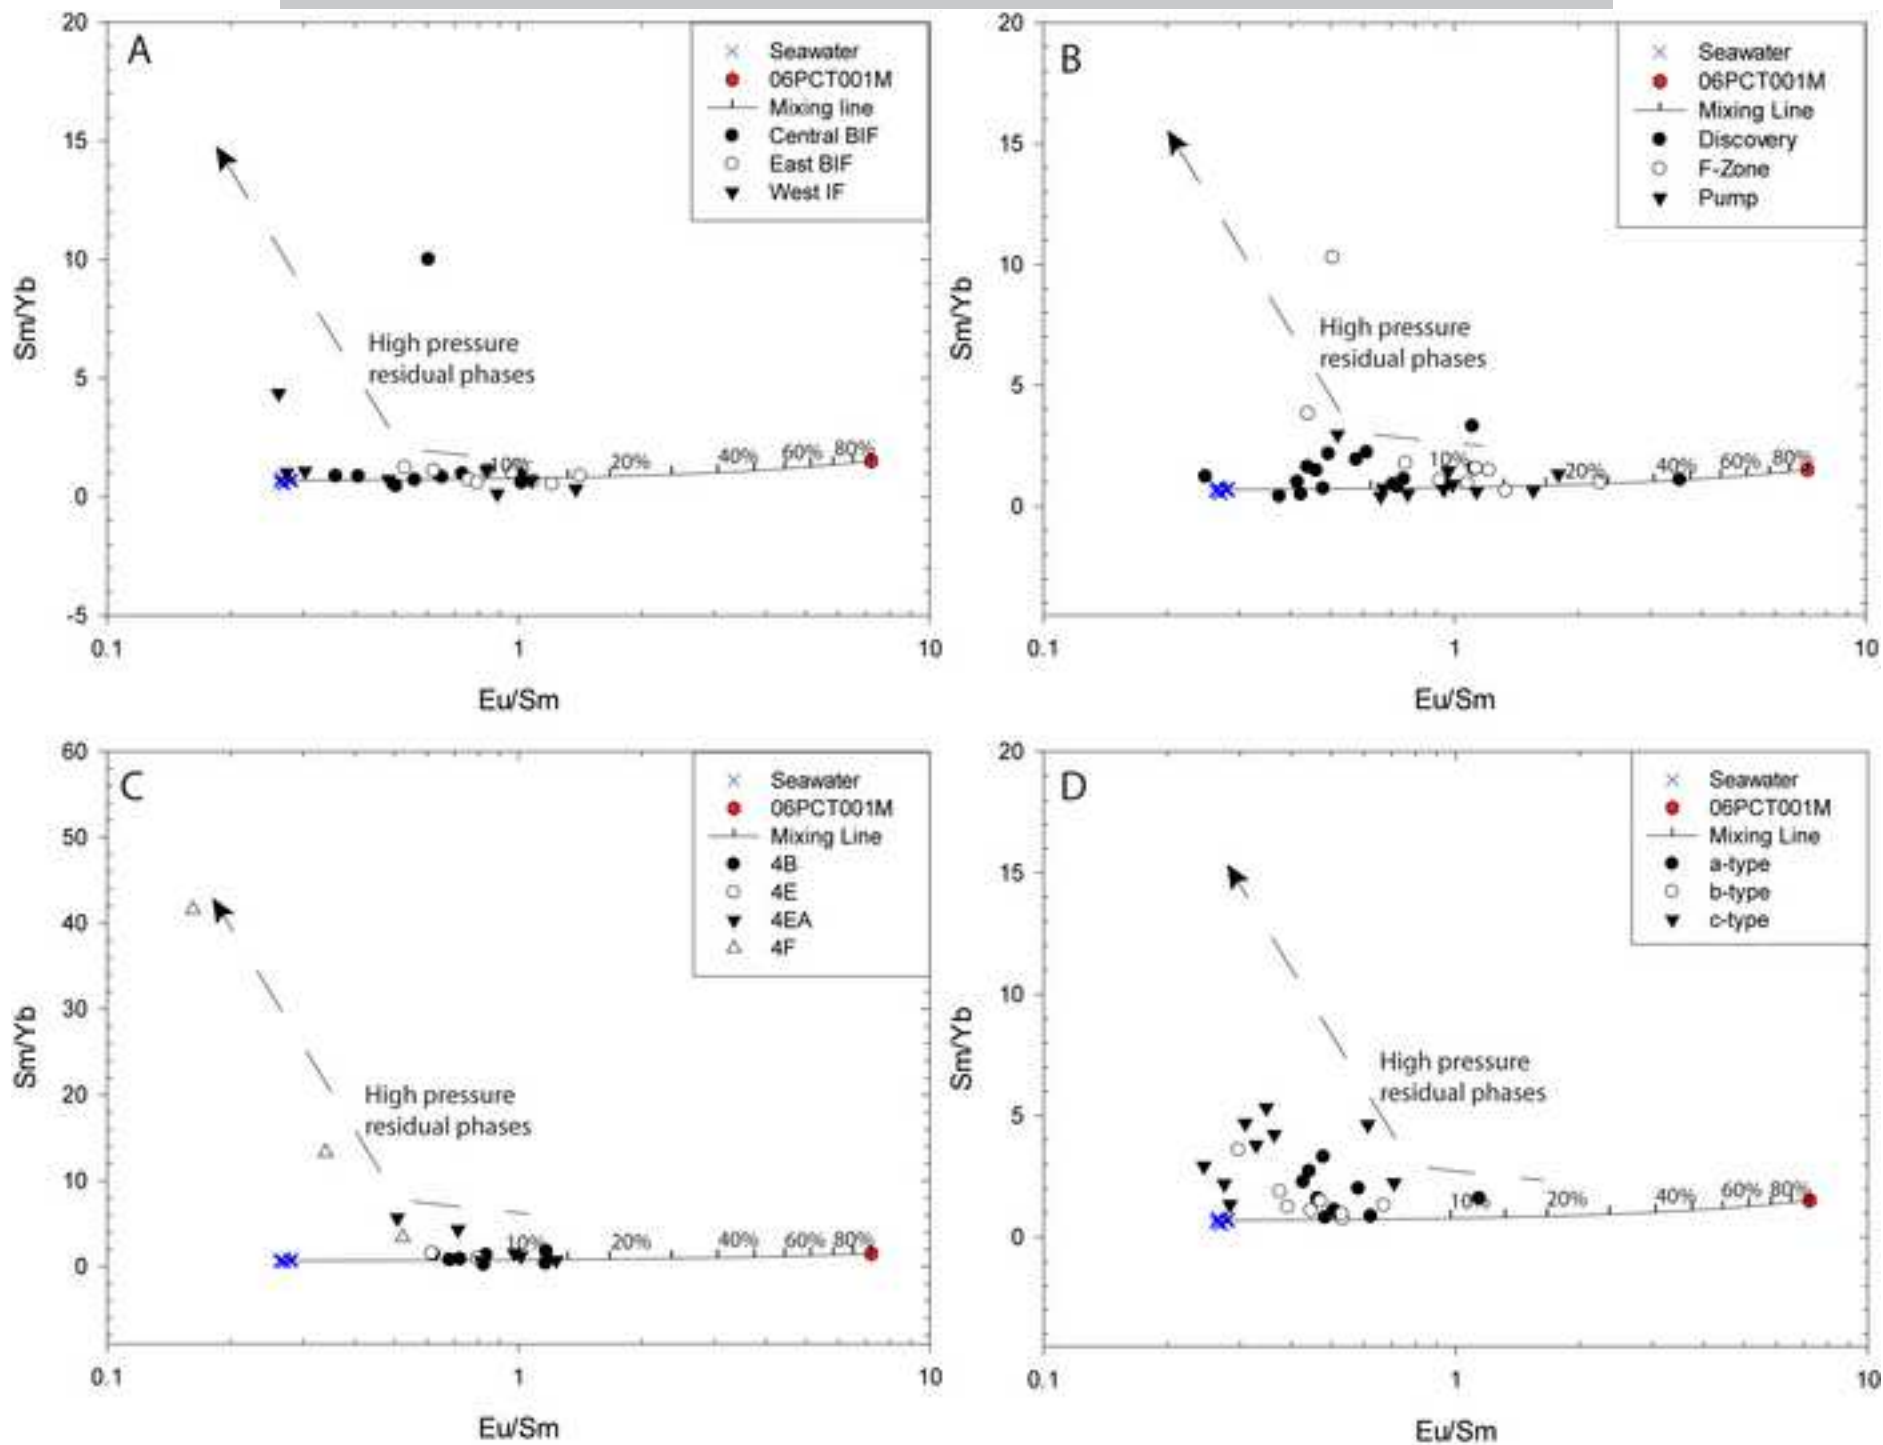 A
20
15
10
5
0
-5
Sm/Yb
0.1
1
10
Eu/Sm
Seawater
06PCT001M
Mixing line
Central BIF
East BIF
West IF
High pressure
residual phases
10%
20%
40%
60%
80%
B
20
15
10
5
0
Sm/Yb
0.1
1
10
Eu/Sm
Seawater
06PCT001M
Mixing Line
Discovery
F-Zone
Pump
High pressure
residual phases
10%
20%
40%
60%
80%
C
60
50
40
30
20
10
0
Sm/Yb
0.1
1
10
Eu/Sm
Seawater
06PCT001M
Mixing Line
4B
4E
4EA
4F
High pressure
residual phases
10%
20%
40%
60%
80%
D
20
15
10
5
0
Sm/Yb
0.1
1
10
Eu/Sm
Seawater
06PCT001M
Mixing Line
a-type
b-type
c-type
High pressure
residual phases
10%
20%
40%
60%
80%